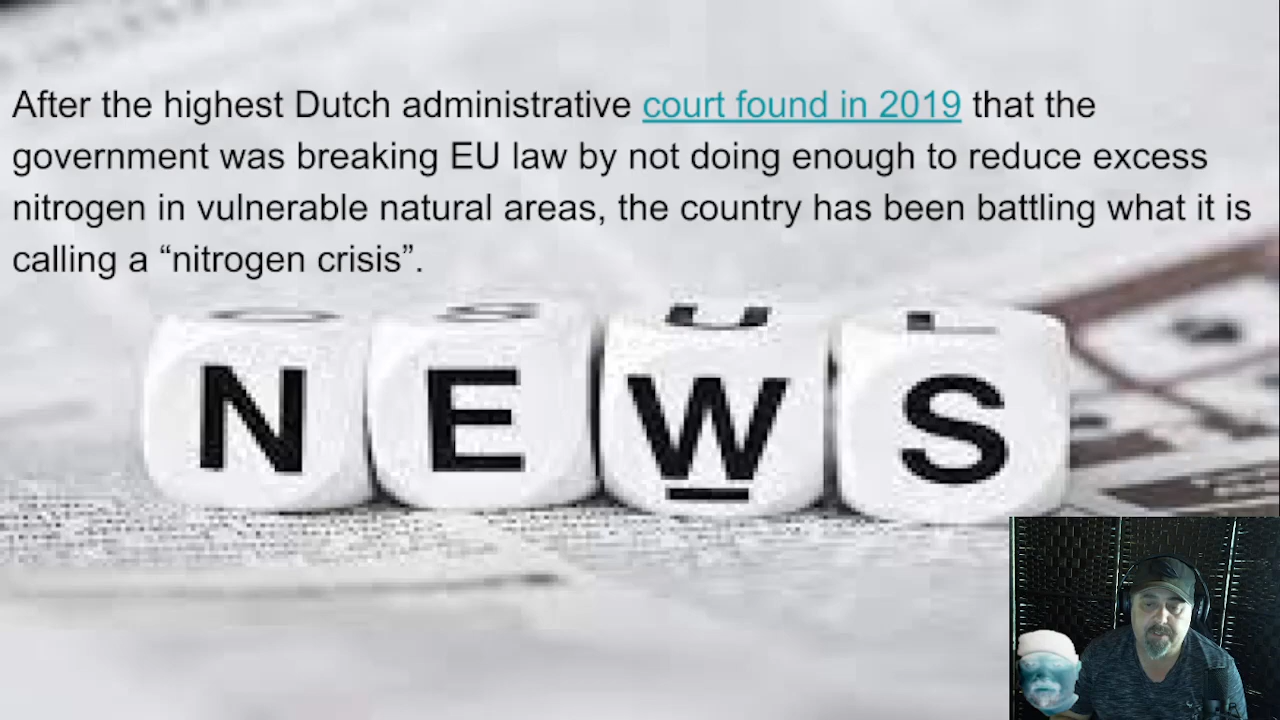 After the highest Dutch administrative court found in 2019 that the
government was breaking EU law by not doing enough to reduce excess
nitrogen in vulnerable natural areas, the country has been battling what it is
calling a “nitrogen crisis”.
NEWS